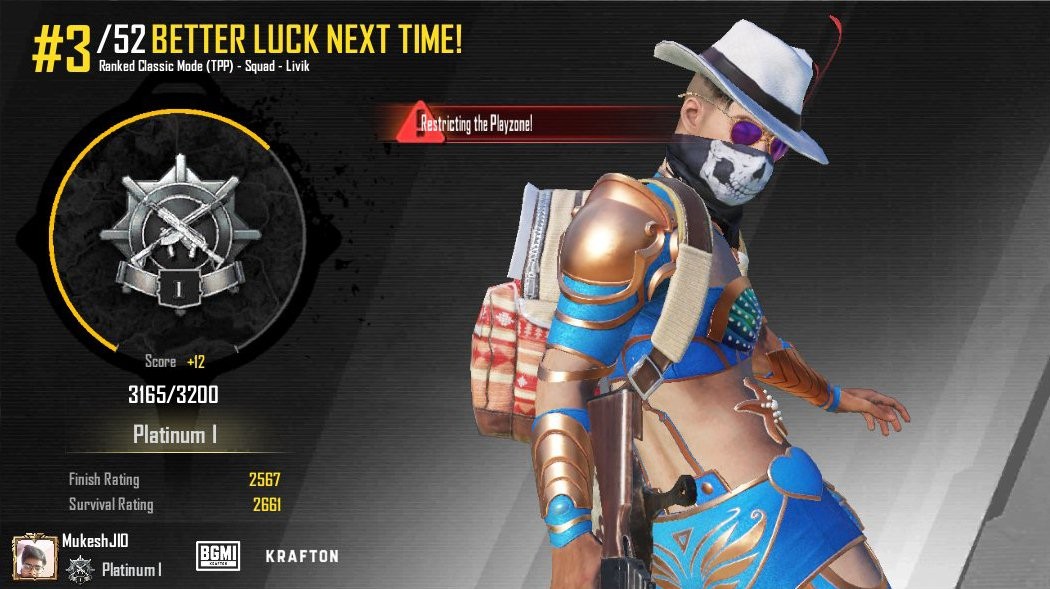 #3/52 BETTER LUCK NEXT TIME!
Ranked Classic Mode (TPP) - Squad - Livik
Restricting the Playzone!
I
Score +12
3165/3200
Platinum I
Finish Rating 2567
Survival Rating 2661
MukeshJIO
Platinum I
BGMI
KRAFTON
KRAFTON